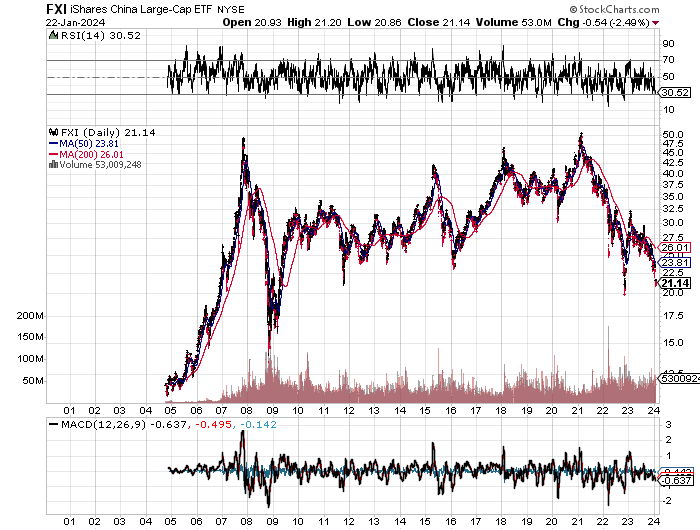 FXI iShares China Large-Cap ETF NYSE © StockCharts.com
22-Jan-2024 Open 20.93 High 21.20 Low 20.86 Close 21.14 Volume 53.0M Chg -0.54 (-2.49%)
RSI(14) 30.52
90
70
50
30.52
10
FXI (Daily) 21.14
MA(50) 23.81
MA(200) 26.01
Volume 53,009,248
50.0
47.5
45.0
42.5
40.0
37.5
35.0
32.5
30.0
27.5
26.01
23.81
22.5
21.14
20.0
17.5
15.0
200M
150M
100M
50M
5300924
01 02 03 04 05 06 07 08 09 10 11 12 13 14 15 16 17 18 19 20 21 22 23 24
MACD(12,26,9) -0.637, -0.495, -0.142
3
2
1
-0.637
-2
01 02 03 04 05 06 07 08 09 10 11 12 13 14 15 16 17 18 19 20 21 22 23 24